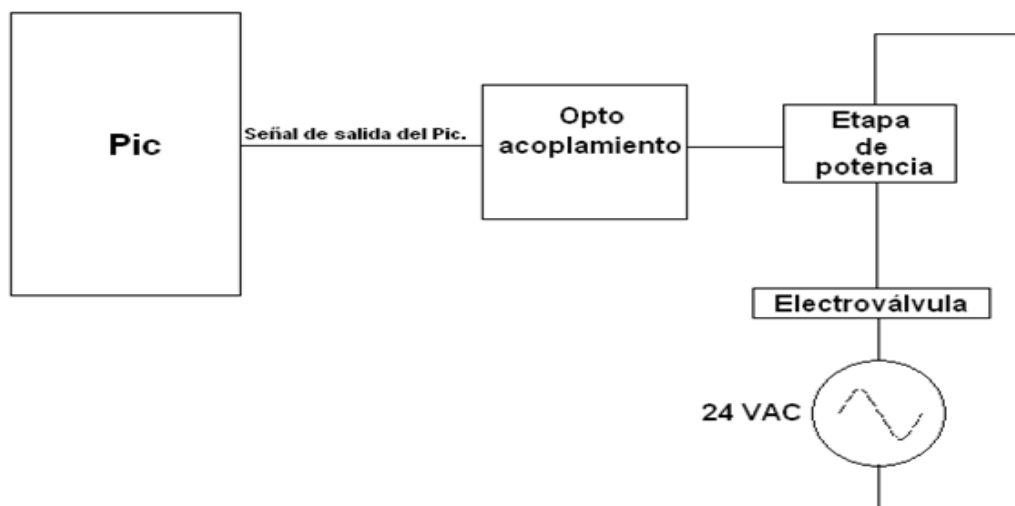 Pic
Señal de salida del Pic.
Opto
acoplamiento
Etapa
de
potencia
Electroválvula
24 VAC